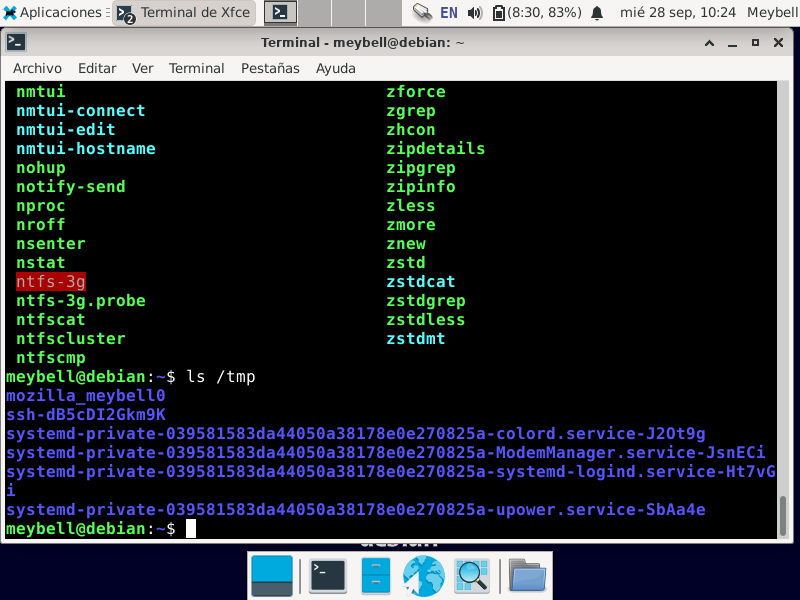 Aplicaciones
2
Terminal de Xfce
EN
(8:30, 83%)
mié 28 sep, 10:24
Meybell
Terminal - meybell@debian: ~
Archivo Editar Ver Terminal Pestañas Ayuda
nmtui zforce
nmtui-connect zgrep
nmtui-edit zhcon
nmtui-hostname zipdetails
nohup zipgrep
notify-send zipinfo
nproc zless
nroff zmore
nsenter znew
nstat zstd
ntfs-3g zstdcat
ntfs-3g.probe zstdgrep
ntfscat zstdless
ntfscluster zstdmt
ntfscmp
meybell@debian:~$ ls /tmp
mozilla_meybell0
ssh-dB5cDI2Gkm9K
systemd-private-039581583da44050a38178e0e270825a-colord.service-J2Ot9g
systemd-private-039581583da44050a38178e0e270825a-ModemManager.service-JsnECi
systemd-private-039581583da44050a38178e0e270825a-systemd-logind.service-Ht7vG
i
systemd-private-039581583da44050a38178e0e270825a-upower.service-SbAa4e
meybell@debian:~$